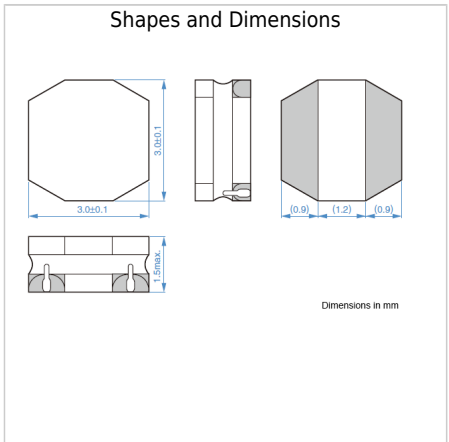 Shapes and Dimensions
3.0±0.1
3.0±0.1
(0.9) (1.2) (0.9)
1.5max.
Dimensions in mm